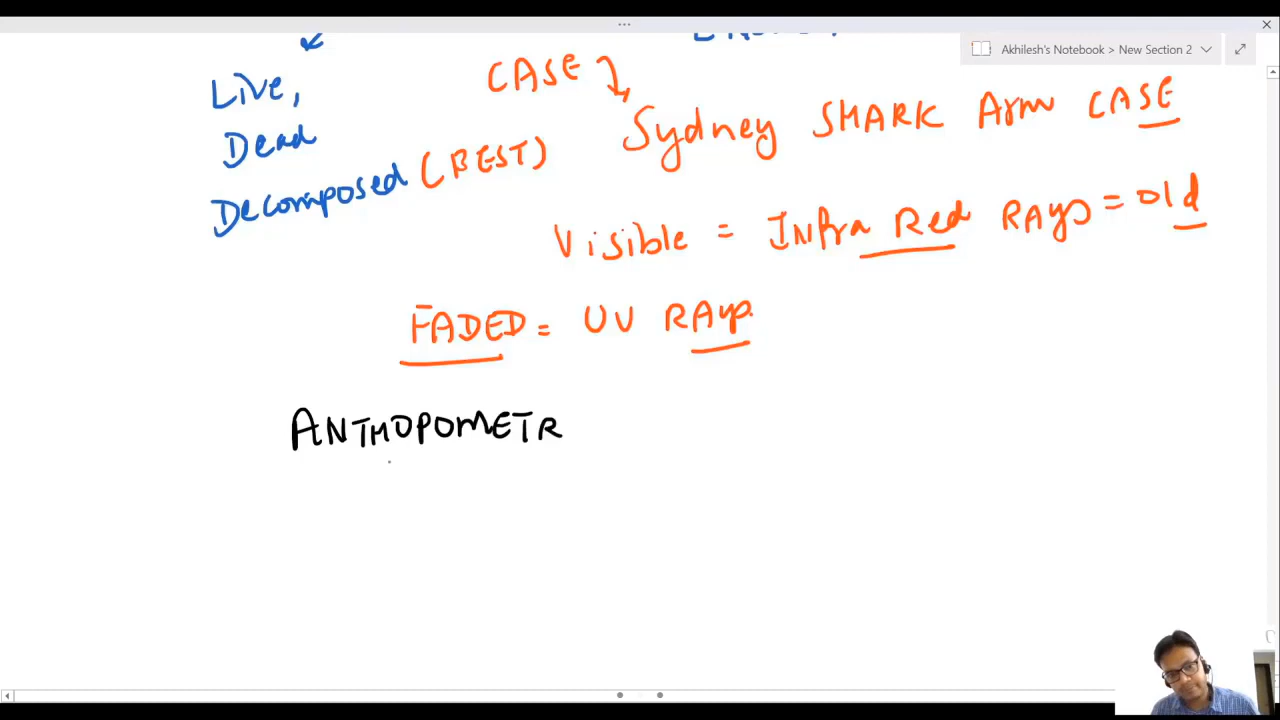 Akhilesh's Notebook > New Section 2
CASE
Live,
Sydney SHARK Arm CASE
Dead
Decomposed (BEST)
Visible = INfra Red RAys = old
FADED = UV RAys
ANTHOPOMETR